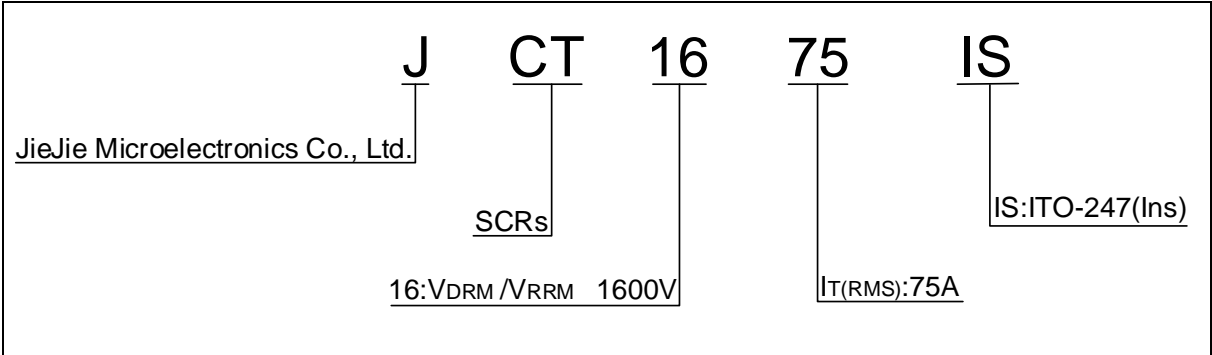 J CT 16 75 IS
JieJie Microelectronics Co., Ltd.
SCRs
IS:ITO-247(Ins)
16:VDRM /VRRM 1600V
IT(RMS):75A